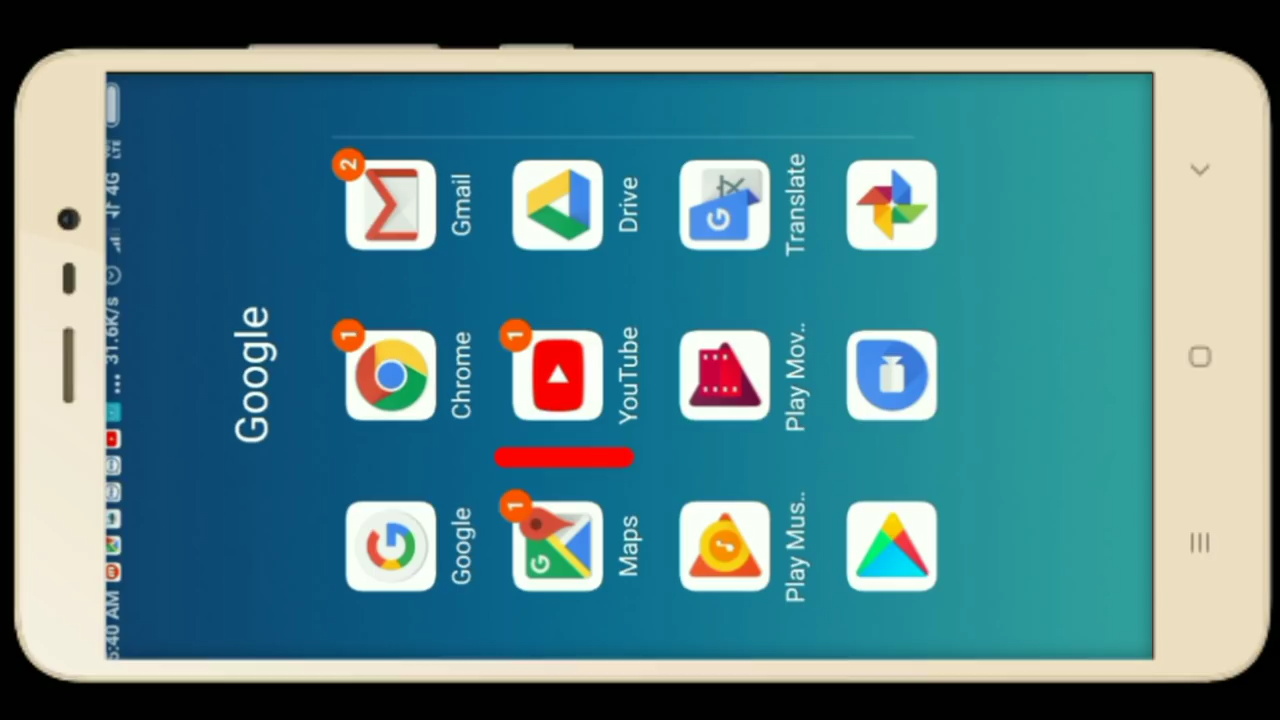 5:40 AM ... 31.6K/s 4G LTE
Google
1
2
Google
Chrome
Gmail
1
1
Maps
YouTube
Drive
Play Mus..
Play Mov..
Translate